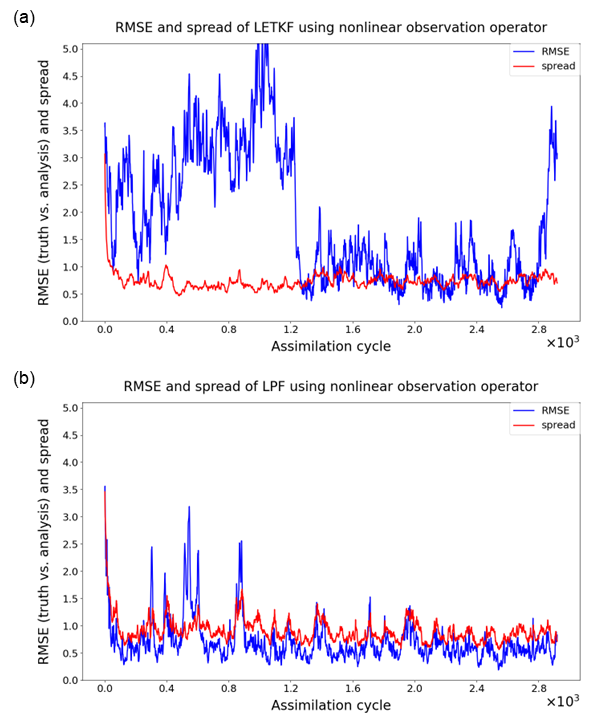 (a)
RMSE and spread of LETKF using nonlinear observation operator
RMSE (truth vs. analysis) and spread
5.0
4.5
4.0
3.5
3.0
2.5
2.0
1.5
1.0
0.5
0.0
RMSE
spread
0.0 0.4 0.8 1.2 1.6 2.0 2.4 2.8
×10³
Assimilation cycle
(b)
RMSE and spread of LPF using nonlinear observation operator
RMSE (truth vs. analysis) and spread
5.0
4.5
4.0
3.5
3.0
2.5
2.0
1.5
1.0
0.5
0.0
RMSE
spread
0.0 0.4 0.8 1.2 1.6 2.0 2.4 2.8
×10³
Assimilation cycle